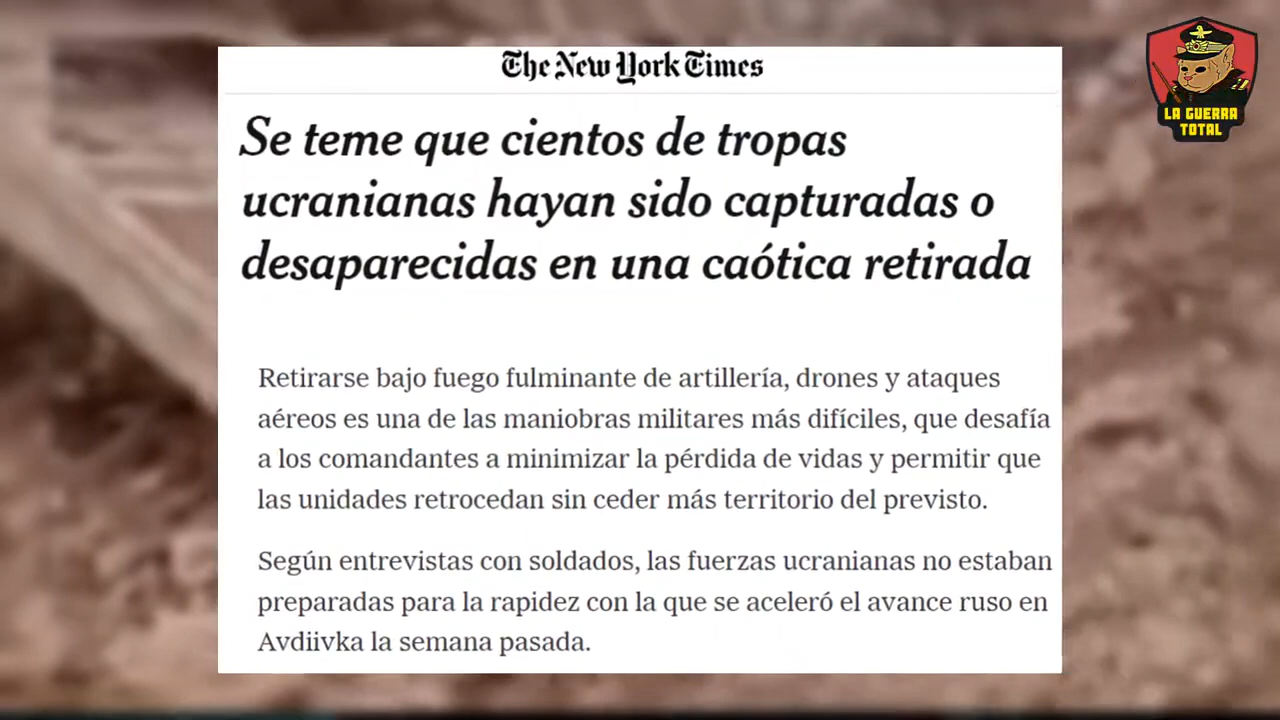 The New York Times
LA GUERRA
TOTAL
Se teme que cientos de tropas
ucranianas hayan sido capturadas o
desaparecidas en una caótica retirada
Retirarse bajo fuego fulminante de artillería, drones y ataques
aéreos es una de las maniobras militares más difíciles, que desafía
a los comandantes a minimizar la pérdida de vidas y permitir que
las unidades retrocedan sin ceder más territorio del previsto.
Según entrevistas con soldados, las fuerzas ucranianas no estaban
preparadas para la rapidez con la que se aceleró el avance ruso en
Avdiivka la semana pasada.